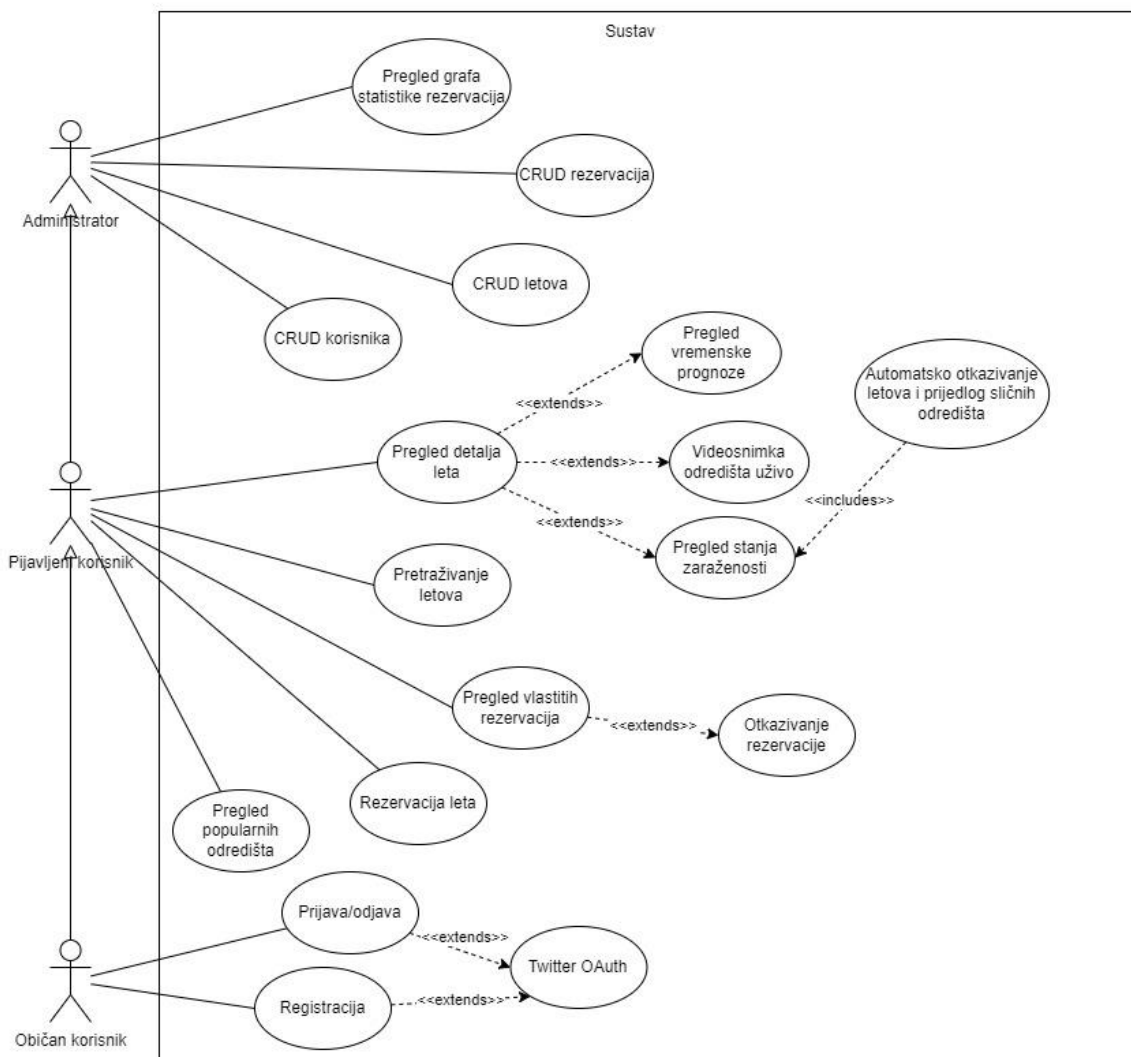 Sustav
Pregled grafa
statistike rezervacija
CRUD rezervacija
Administrator
CRUD letova
CRUD korisnika
Pregled
vremenske
prognoze
Automatsko otkazivanje
letova i prijedlog sličnih
odredišta
<<extends>>
Pregled detalja
leta
<<extends>>
Videosnimka
odredišta uživo
<<includes>>
<<extends>>
Pregled stanja
zaraženosti
Pijavljeni korisnik
Pretraživanje
letova
Pregled vlastitih
rezervacija
<<extends>>
Otkazivanje
rezervacije
Rezervacija leta
Pregled
popularnih
odredišta
Prijava/odjava
<<extends>>
Twitter OAuth
Registracija
<<extends>>
Običan korisnik